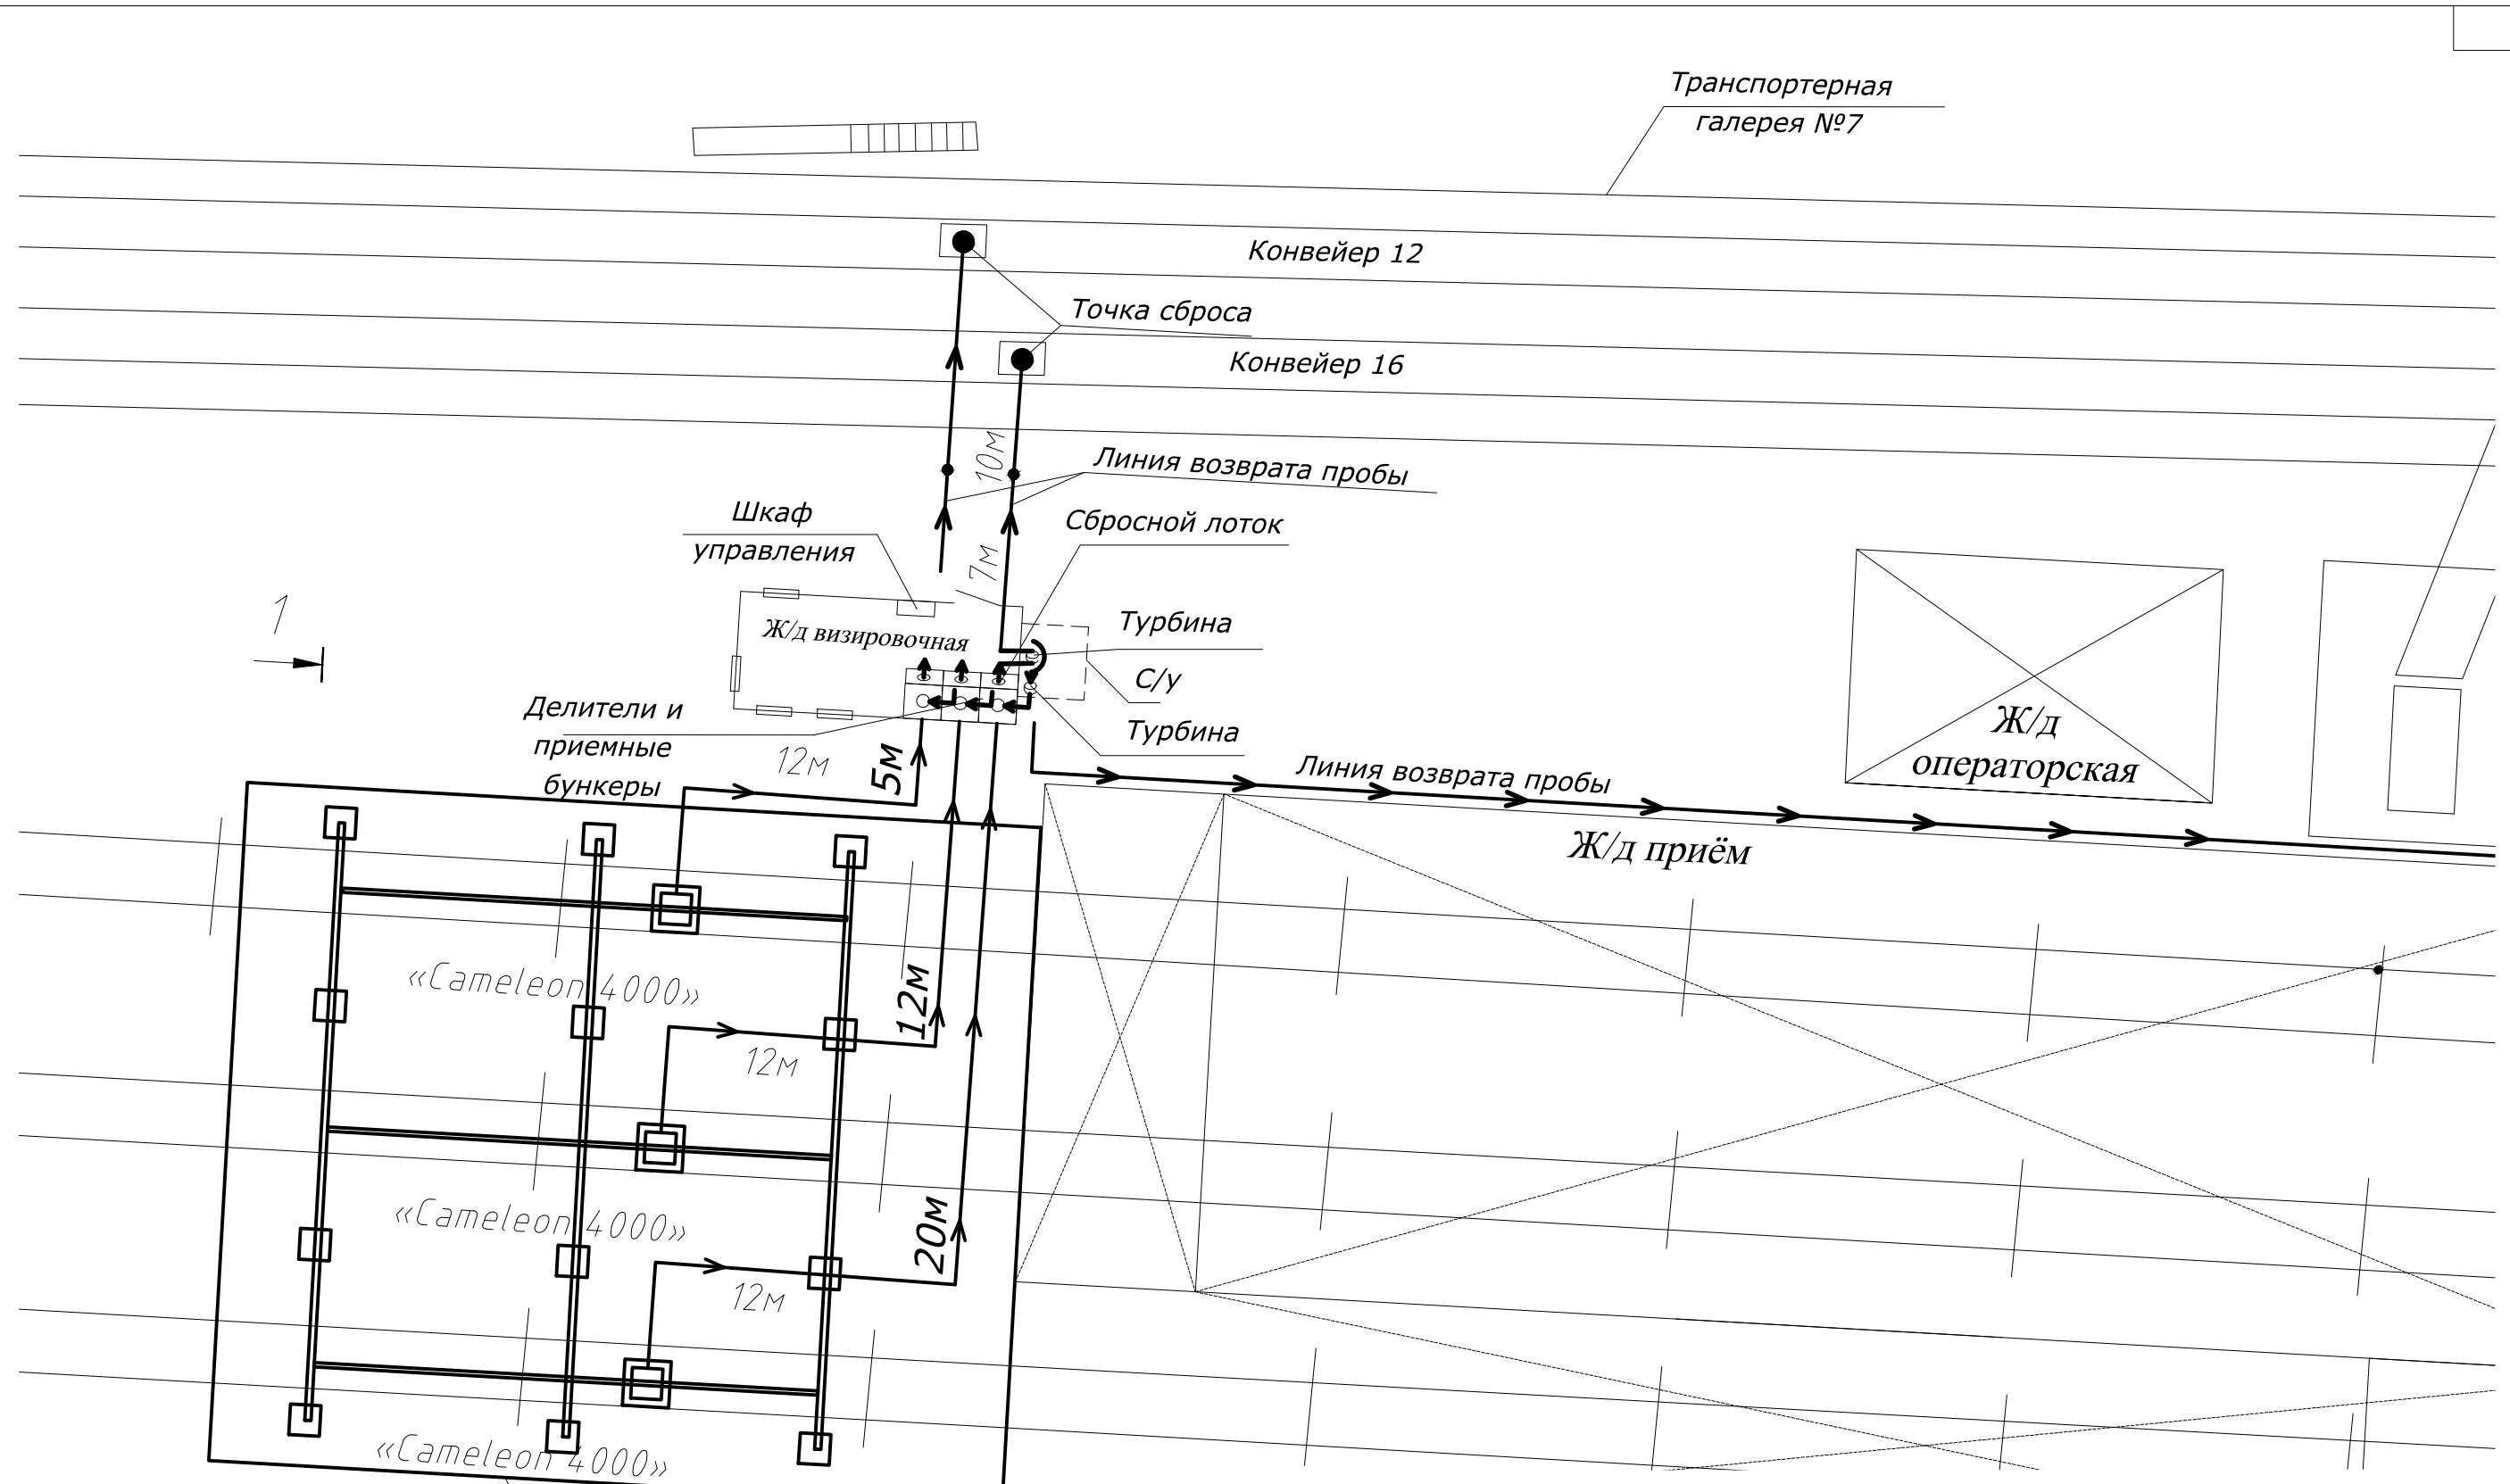 Транспортерная
галерея №7
Конвейер 12
Точка сброса
Конвейер 16
10м
Линия возврата пробы
Шкаф
управления
Сбросной лоток
7м
1
Ж/д визировочная
Турбина
С/у
Делители и
приемные
бункеры
12м
5м
Турбина
Линия возврата пробы
Ж/д
операторская
Ж/д приём
«Cameleon 4000»
12м
12м
«Cameleon 4000»
20м
12м
«Cameleon 4000»